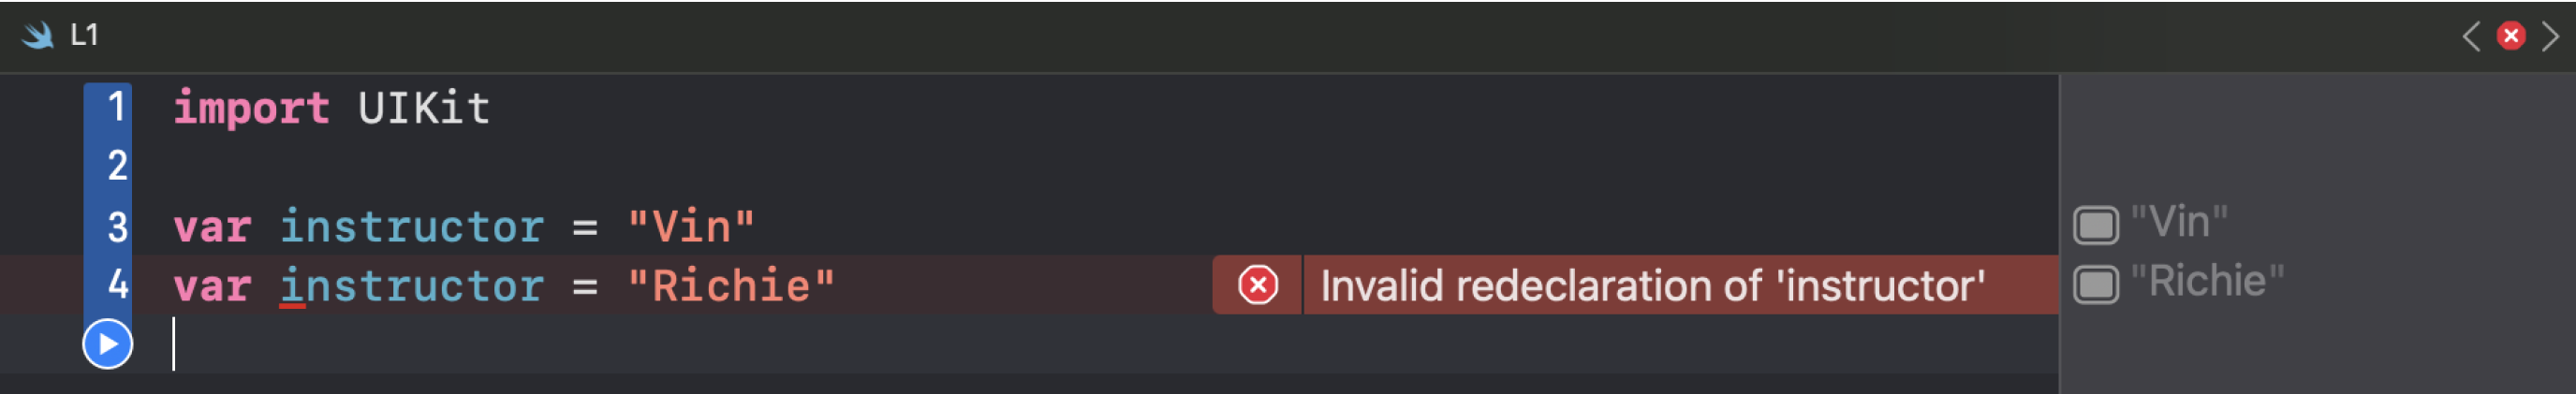 L1
1 import UIKit
2
3 var instructor = "Vin" "Vin"
4 var instructor = "Richie" Invalid redeclaration of 'instructor' "Richie"